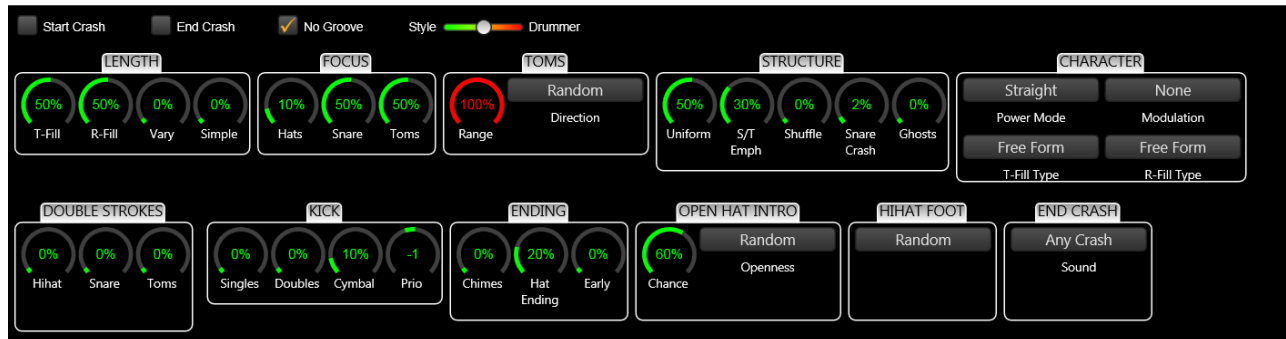 Start Crash End Crash No Groove Style Drummer
LENGTH FOCUS TOMS STRUCTURE CHARACTER
50% 50% 0% 0% 10% 50% 50% 100% Random 50% 30% 0% 2% 0% Straight None
T-Fill R-Fill Vary Simple Hats Snare Toms Range Direction Uniform S/T Emph Shuffle Snare Crash Ghosts Power Mode Modulation
Free Form Free Form
T-Fill Type R-Fill Type
DOUBLE STROKES KICK ENDING OPEN HAT INTRO HIHAT FOOT END CRASH
0% 0% 0% 0% 0% 10% -1 0% 20% 0% 60% Random Random Any Crash
Hihat Snare Toms Singles Doubles Cymbal Prio Chimes Hat Ending Early Chance Openness Sound